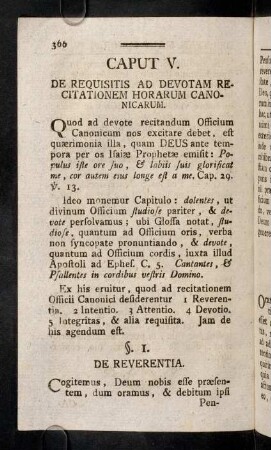 366
CAPUT V.
DE REQUISITIS AD DEVOTAM RE-
CITATIONEM HORARUM CANO-
NICARUM.
Quod ad devote recitandum Officium
Canonicum nos excitare debet, est
quærimonia illa, quam DEUS ante tempora
per os Isaiæ Prophetæ emisit: Po-
pulus iste ore suo, & labiis suis glorificat
me, cor autem eius longe est a me. Cap. 29.
℣. 13.
Ideo monemur Capitulo: dolentes, ut
divinum Officium studiose pariter, & de-
vote persolvamus: ubi Glossa notat, stu-
diose, quantum ad Officium oris, verba
non syncopate pronuntiando, & devote,
quantum ad Officium cordis, iuxta illud
Apostoli ad Ephes. C. 5. Cantantes, &
Psallentes in cordibus vestris Domino.
Ex his eruitur, quod ad recitationem
Officii Canonici desiderentur 1 Reveren-
tia. 2 Intentio. 3 Attentio. 4 Devotio.
5 Integritas, & alia requisita. Jam de
his agendum est.
§. I.
DE REVERENTIA.
Cogitemus, Deum nobis esse præsen-
tem, dum oramus, & debitum ipsi
Pen-